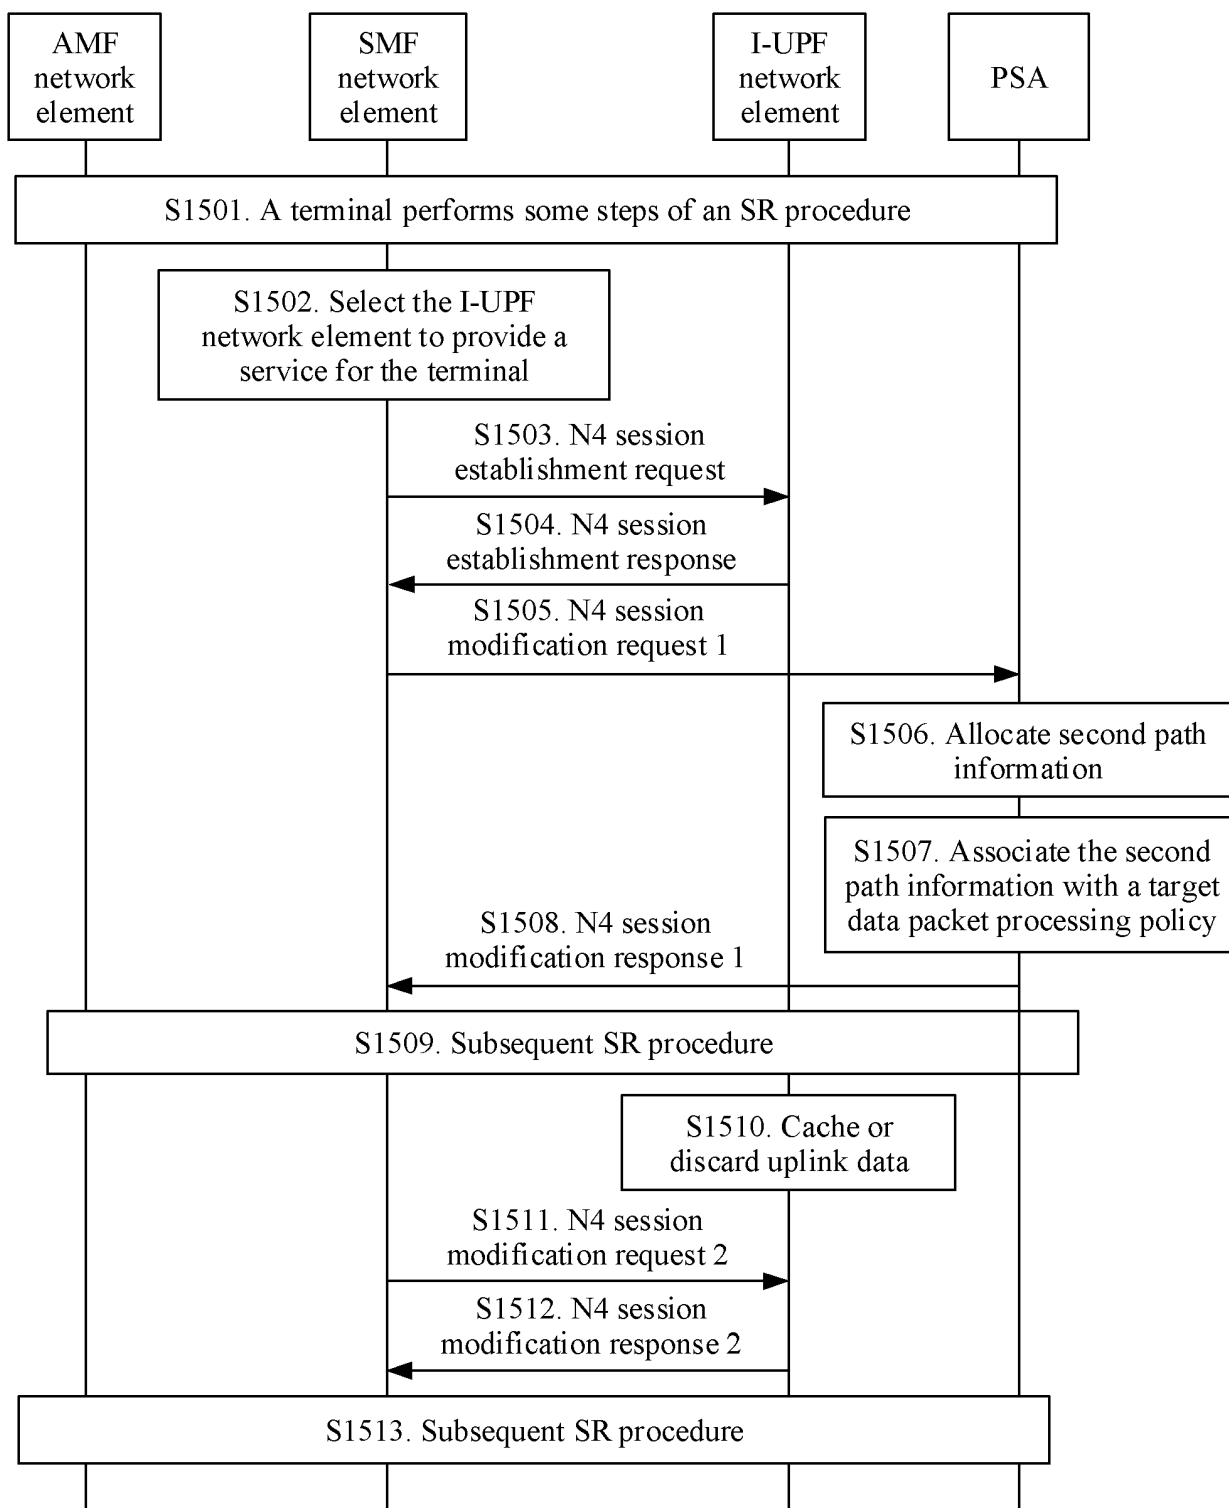 AMF
network
element
SMF
network
element
I-UPF
network
element
PSA
S1501. A terminal performs some steps of an SR procedure
S1502. Select the I-UPF
network element to provide a
service for the terminal
S1503. N4 session
establishment request
S1504. N4 session
establishment response
S1505. N4 session
modification request 1
S1506. Allocate second path
information
S1507. Associate the second
path information with a target
data packet processing policy
S1508. N4 session
modification response 1
S1509. Subsequent SR procedure
S1510. Cache or
discard uplink data
S1511. N4 session
modification request 2
S1512. N4 session
modification response 2
S1513. Subsequent SR procedure